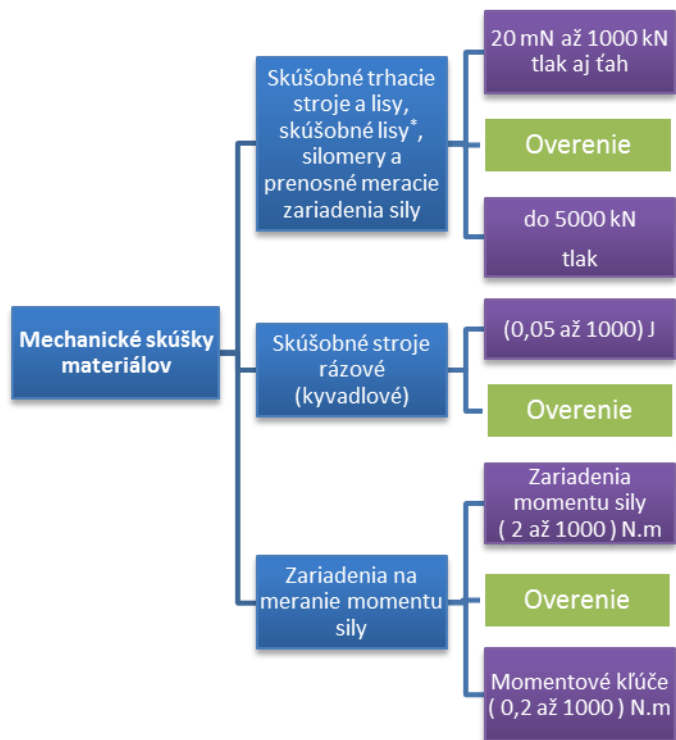 Mechanické skúšky
materiálov
Skúšobné trhacie
stroje a lisy,
skúšobné lisy*,
silomery a
prenosné meracie
zariadenia sily
20 mN až 1000 kN
tlak aj ťah
Overenie
do 5000 kN
tlak
Skúšobné stroje
rázové
(kyvadlové)
(0,05 až 1000) J
Overenie
Zariadenia na
meranie momentu
sily
Zariadenia
momentu sily
( 2 až 1000 ) N.m
Overenie
Momentové kľúče
( 0,2 až 1000 ) N.m